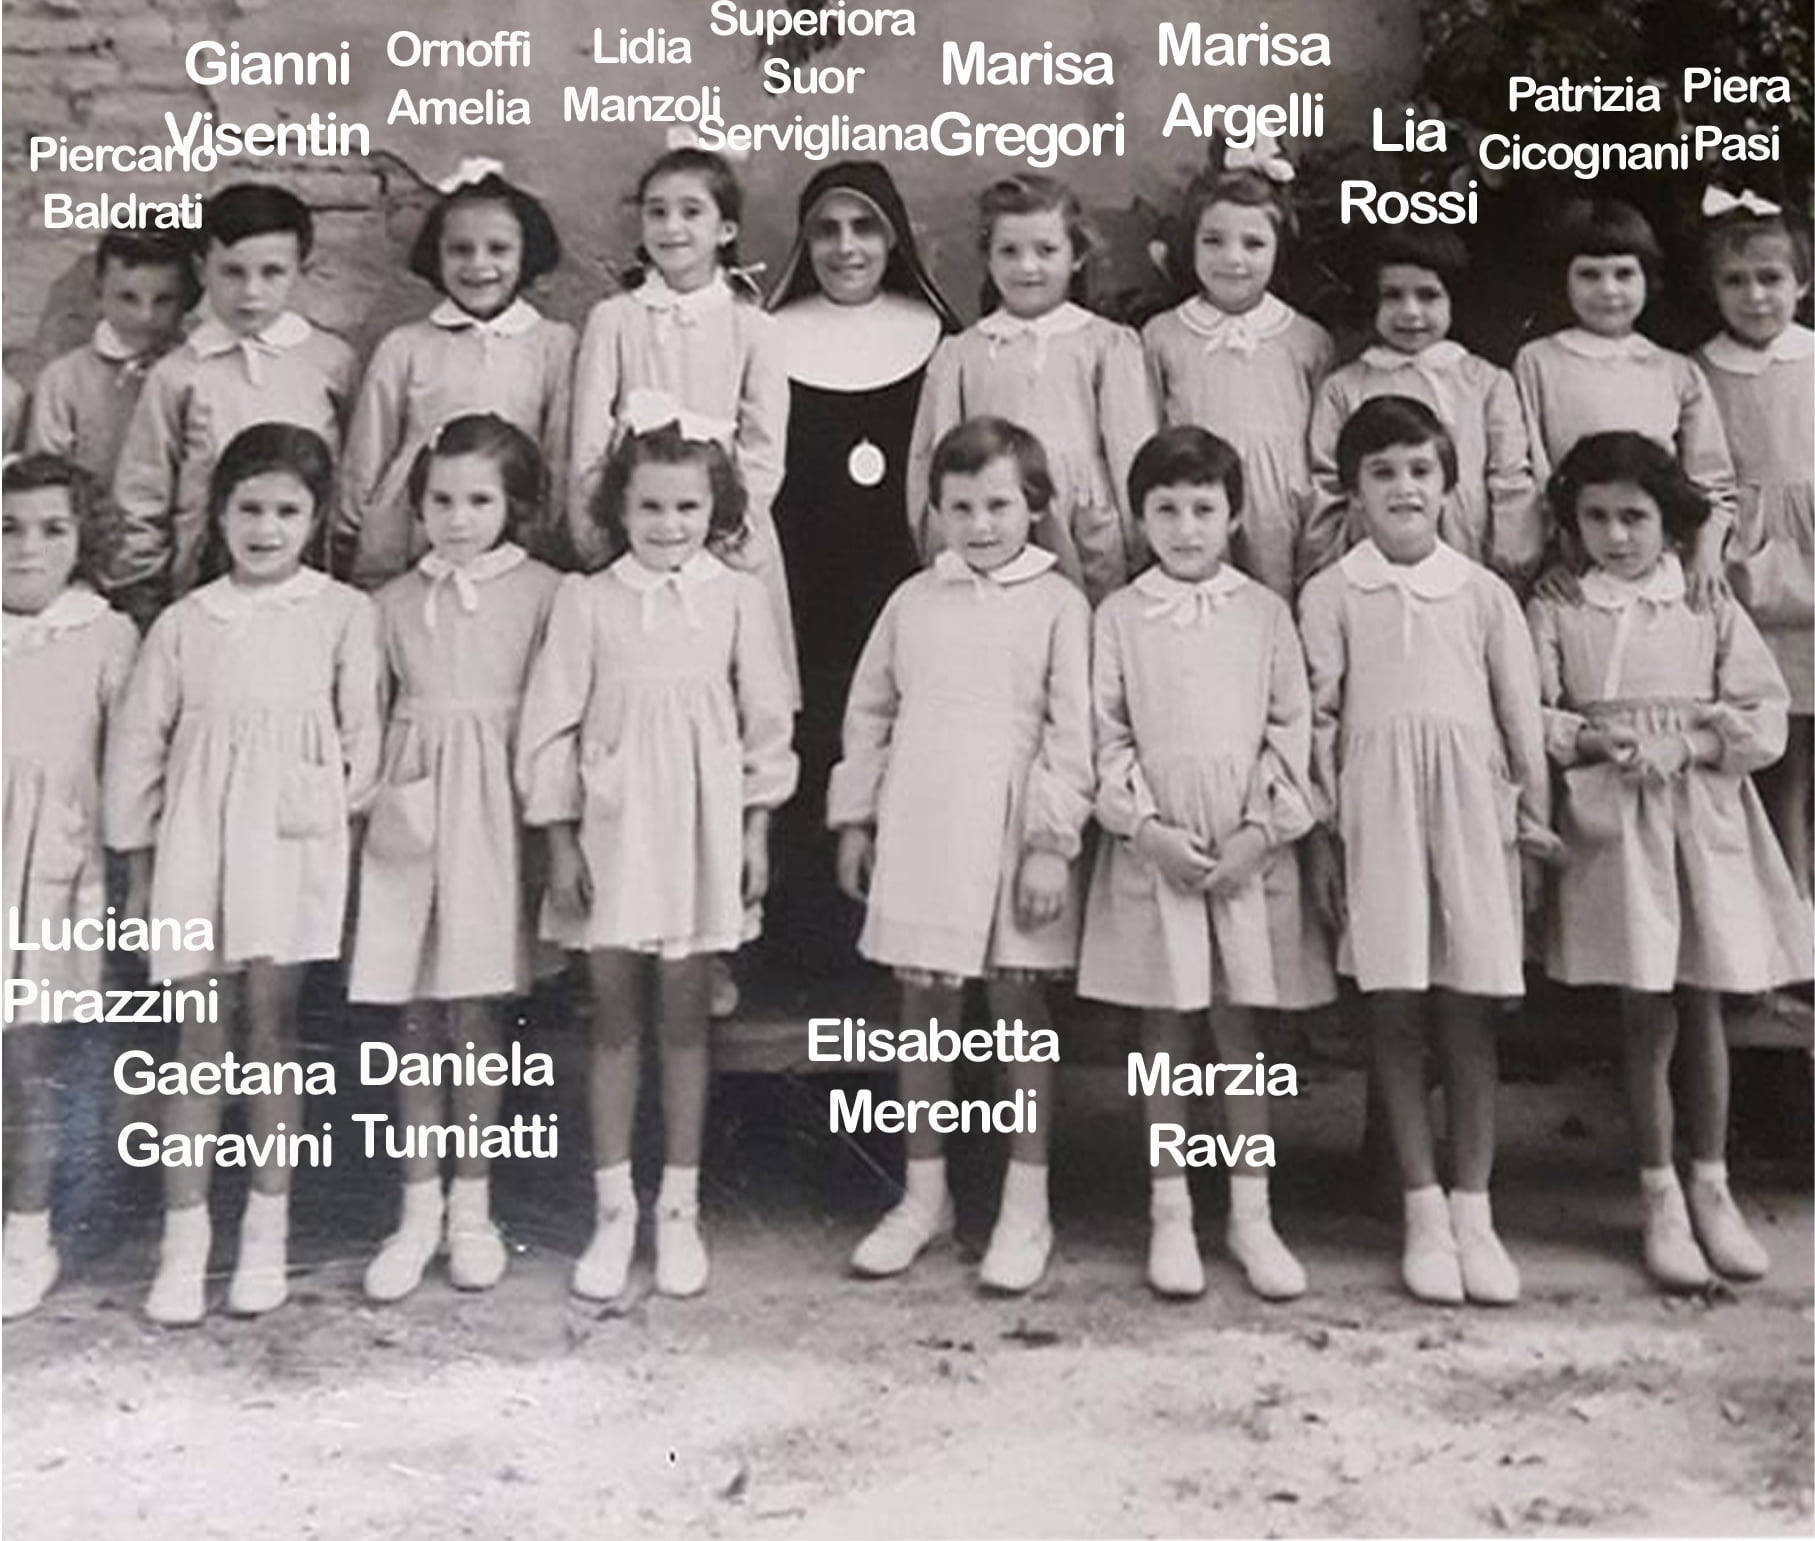 Piercarlo
Baldrati
Gianni
Visentin
Ornoffi
Amelia
Lidia
Manzoli
Superiora
Suor
Servigliana
Marisa
Gregori
Marisa
Argelli
Lia
Rossi
Patrizia
Cicognani
Piera
Pasi
Luciana
Pirazzini
Gaetana
Garavini
Daniela
Tumiatti
Elisabetta
Merendi
Marzia
Rava